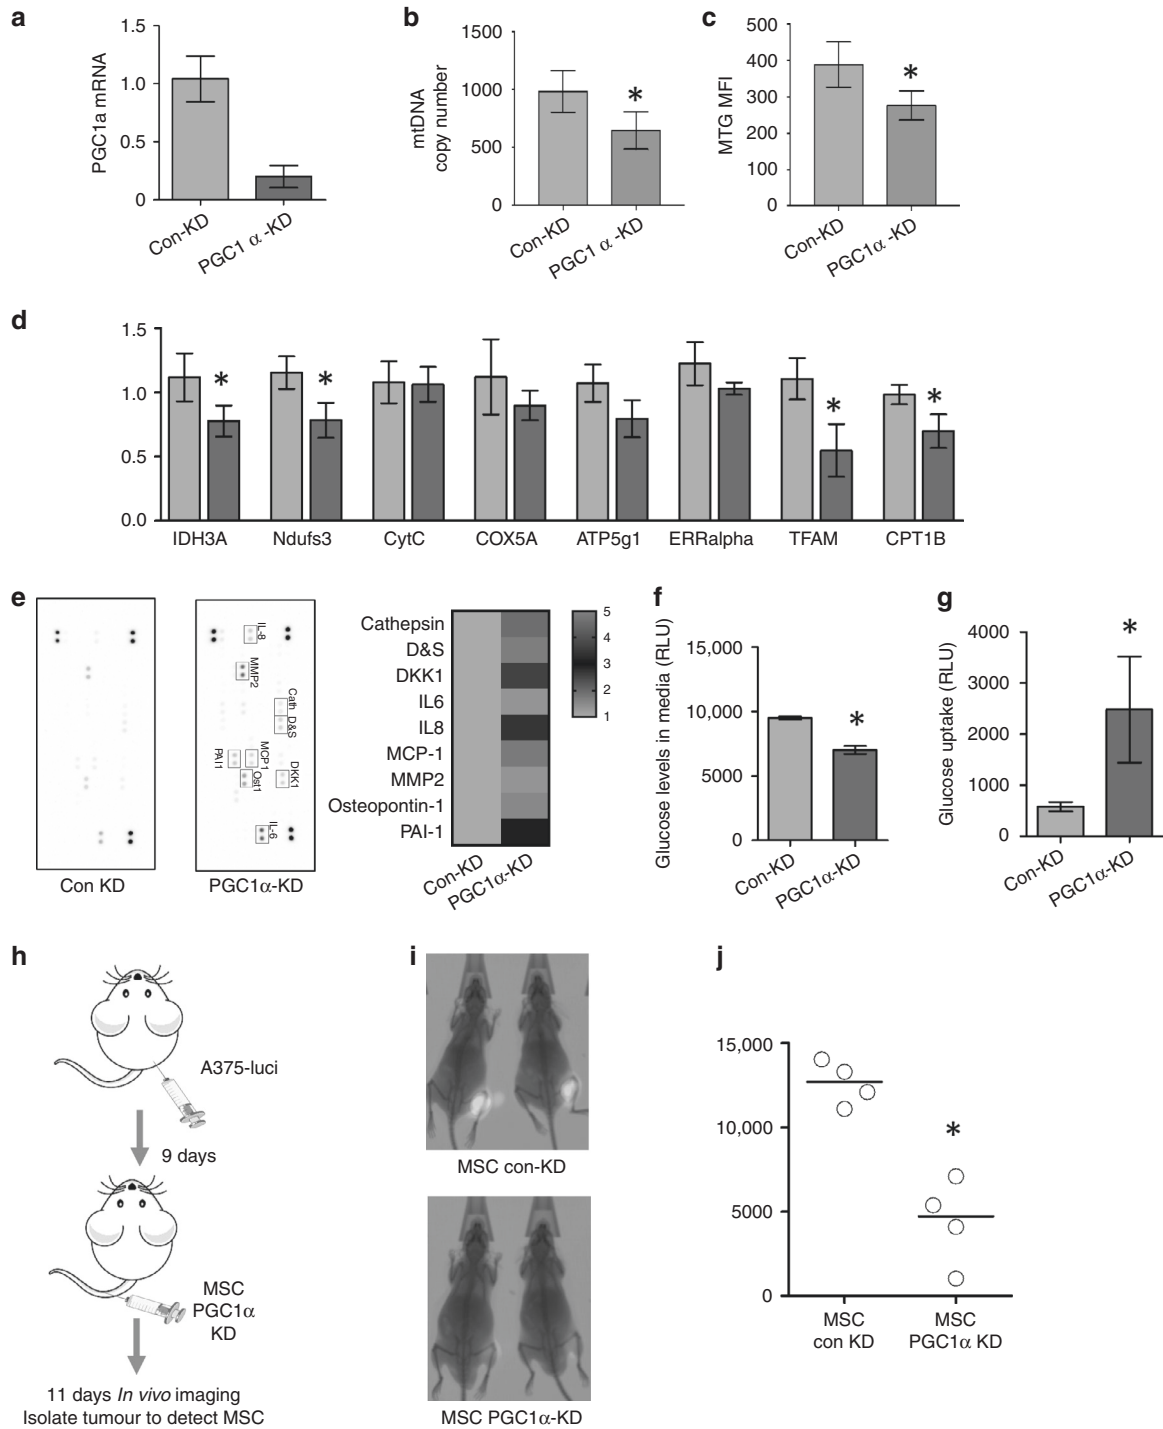 a
1.5
1.0
0.5
0
PGC1a mRNA
Con-KD
PGC1 α -KD
b
1500
1000
500
0
mtDNA
copy number
*
Con-KD
PGC1 α -KD
c
500
400
300
200
100
0
MTG MFI
*
Con-KD
PGC1α -KD
d
1.5
1.0
0.5
0.0
* * * *
IDH3A Ndufs3 CytC COX5A ATP5g1 ERRalpha TFAM CPT1B
e
IL-8
MMP2
Cath D&S
PAI1
MCP1
Ost1
DKK1
IL-6
Con KD
PGC1α-KD
Cathepsin
D&S
DKK1
IL6
IL8
MCP-1
MMP2
Osteopontin-1
PAI-1
Con-KD
PGC1α-KD
5
4
3
2
1
f
Glucose levels in media (RLU)
15,000
10,000
5000
0
*
Con-KD
PGC1α-KD
g
Glucose uptake (RLU)
4000
3000
2000
1000
0
*
Con-KD
PGC1α-KD
h
A375-luci
9 days
MSC
PGC1α
KD
11 days In vivo imaging
Isolate tumour to detect MSC
i
MSC con-KD
MSC PGC1α-KD
j
15,000
10,000
5000
0
*
MSC
con KD
MSC
PGC1α KD